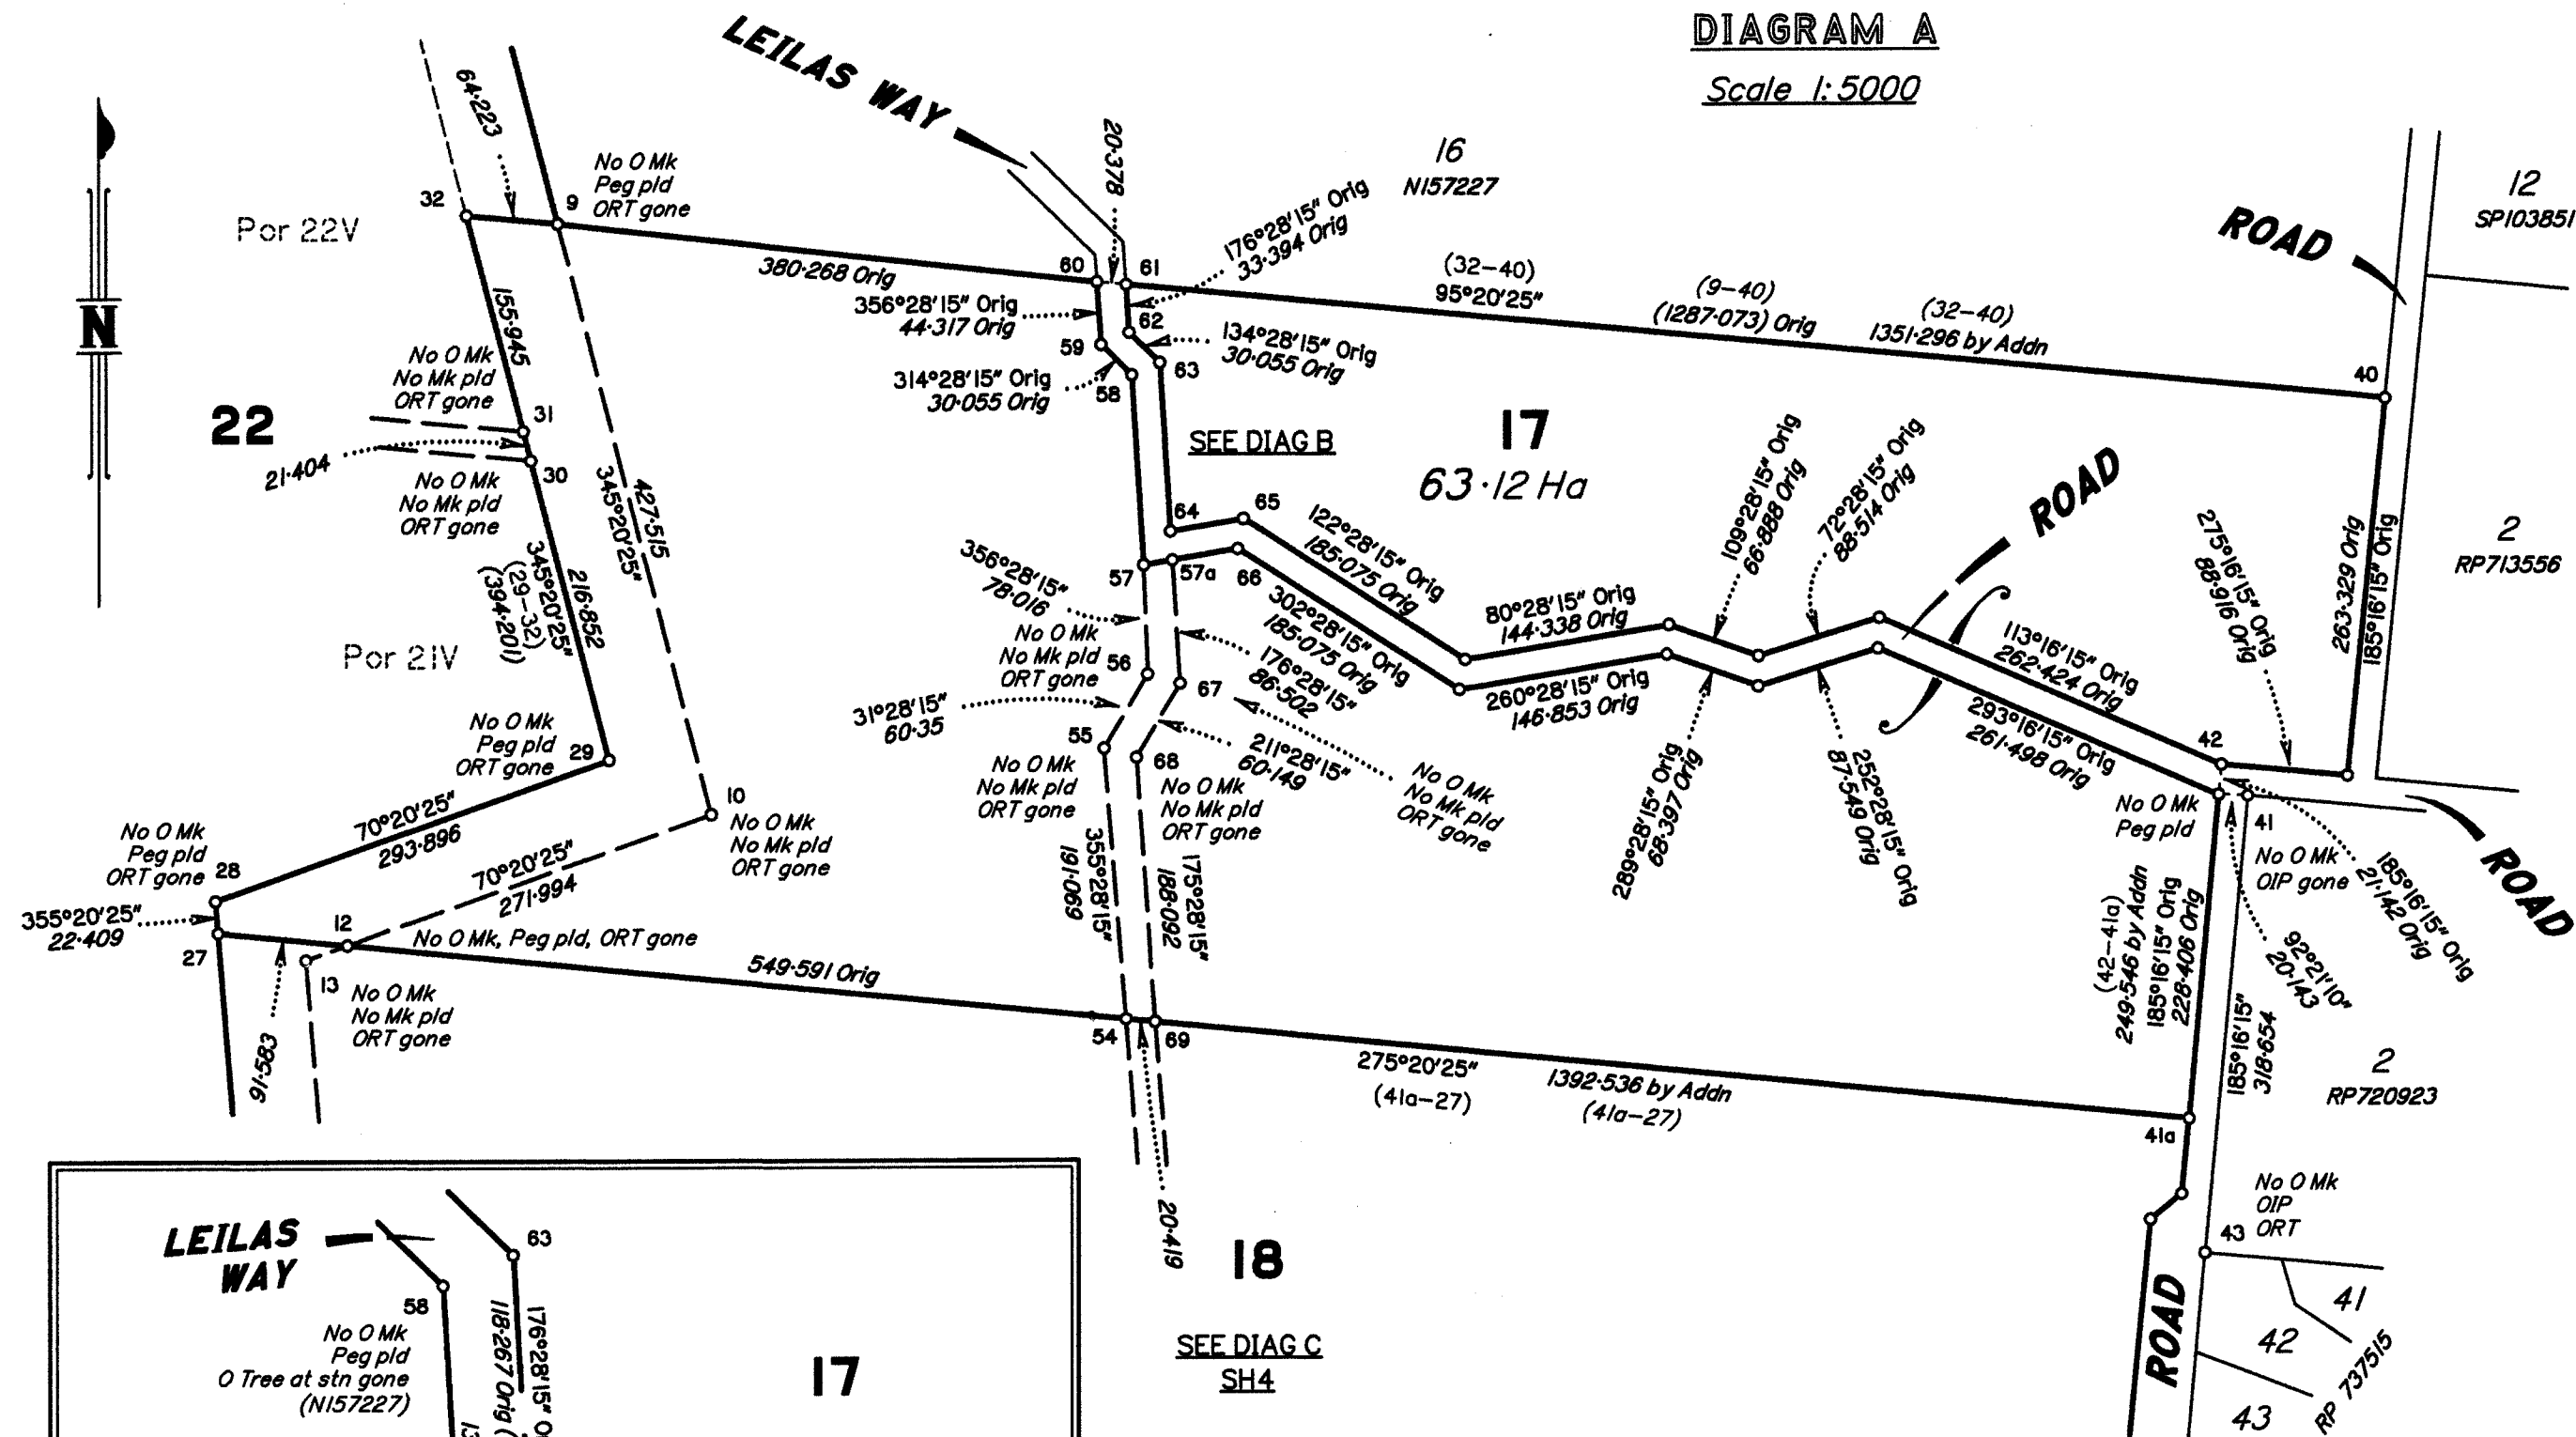 DIAGRAM A
Scale 1:5000
LEILAS WAY
N
64·223
32
9
No O Mk
Peg pld
ORT gone
Por 22V
20·378
16
N157227
176°28'15" Orig
33·394 Orig
ROAD
12
SP103851
380·268 Orig
60
61
356°28'15" Orig
44·317 Orig
62
59
134°28'15" Orig
30·055 Orig
63
314°28'15" Orig
30·055 Orig
58
(32-40)
95°20'25"
(9-40)
(1287·073) Orig
(32-40)
1351·296 by Addn
40
155·945
No O Mk
No Mk pld
ORT gone
31
22
21·404
30
No O Mk
No Mk pld
ORT gone
427·515
345°20'25"
SEE DIAG B
17
63·12 Ha
109°28'15" Orig
66·888 Orig
72°28'15" Orig
88·514 Orig
ROAD
275°16'15" Orig
88·916 Orig
263·329 Orig
185°16'15" Orig
2
RP713556
216·852
345°20'25"
(29-32)
(394·201)
Por 21V
64
65
122°28'15" Orig
185·075 Orig
57
57a
66
302°28'15" Orig
185·075 Orig
80°28'15" Orig
144·338 Orig
260°28'15" Orig
146·853 Orig
113°16'15" Orig
262·424 Orig
293°16'15" Orig
261·498 Orig
356°28'15"
78·016
No O Mk
No Mk pld
ORT gone
56
176°28'15"
86·502
67
31°28'15"
60·35
55
68
211°28'15"
60·149
No O Mk
No Mk pld
ORT gone
No O Mk
No Mk pld
ORT gone
No O Mk
No Mk pld
ORT gone
289°28'15" Orig
68·397 Orig
252°28'15" Orig
87·549 Orig
42
No O Mk
Peg pld
41
No O Mk
OIP gone
185°16'15" Orig
21·142 Orig
92°21'10"
20·143
ROAD
No O Mk
Peg pld
ORT gone
29
70°20'25"
293·896
10
No O Mk
No Mk pld
ORT gone
No O Mk
Peg pld
ORT gone
28
70°20'25"
271·994
355°20'25"
22·409
27
12
No O Mk, Peg pld, ORT gone
13
No O Mk
No Mk pld
ORT gone
91·583
549·591 Orig
355°28'15"
191·069
175°28'15"
188·092
54
69
20·419
275°20'25"
(41a-27)
1392·536 by Addn
(41a-27)
(42-41a)
249·546 by Addn
185°16'15" Orig
228·406 Orig
185°16'15"
318·654
2
RP720923
41a
No O Mk
OIP
ORT
43
ROAD
41
42
43
RP 737515
18
SEE DIAG C
SH4
LEILAS
WAY
63
58
No O Mk
Peg pld
O Tree at stn gone
(N157227)
118·267 Orig (
176°28'15" O
13
17